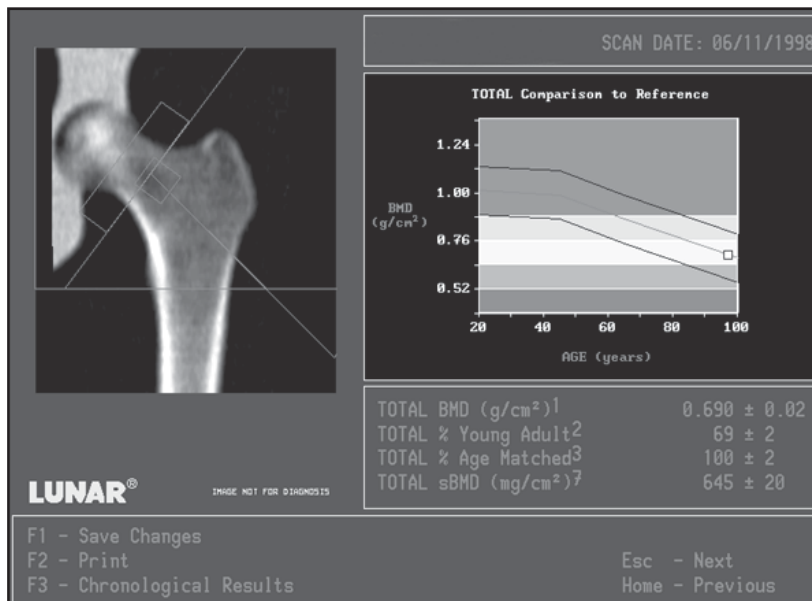 SCAN DATE: 06/11/1998
TOTAL Comparison to Reference
1.24
1.00
BMD
(g/cm²)
0.76
0.52
20 40 60 80 100
AGE (years)
TOTAL BMD (g/cm²)1 0.690 ± 0.02
TOTAL % Young Adult2 69 ± 2
TOTAL % Age Matched3 100 ± 2
TOTAL sBMD (mg/cm²)7 645 ± 20
LUNAR® IMAGE NOT FOR DIAGNOSIS
F1 - Save Changes
F2 - Print Esc - Next
F3 - Chronological Results Home - Previous